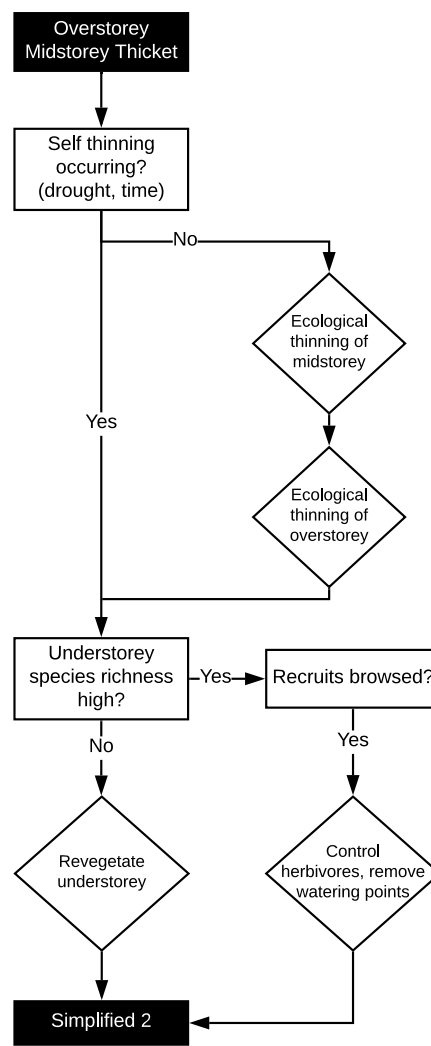 Overstorey
Midstorey Thicket
Self thinning
occurring?
(drought, time)
No
Ecological
thinning of
midstorey
Yes
Ecological
thinning of
overstorey
Understorey
species richness
high?
Yes
Recruits browsed?
No
Yes
Revegetate
understorey
Control
herbivores, remove
watering points
Simplified 2